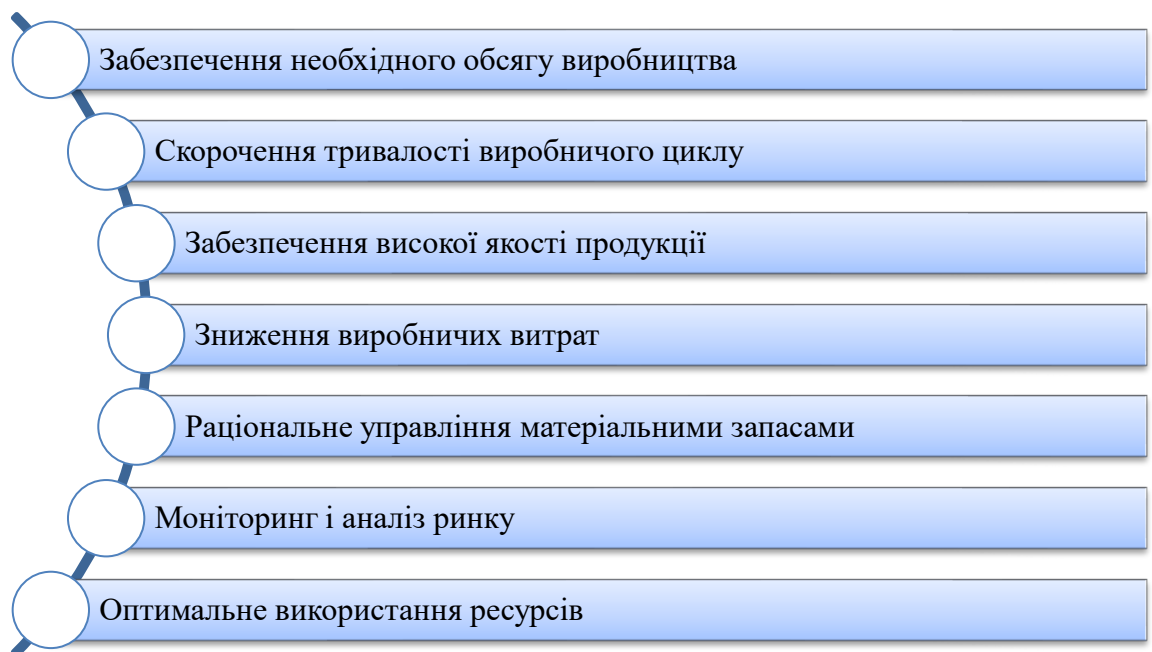 Забезпечення необхідного обсягу виробництва
Скорочення тривалості виробничого циклу
Забезпечення високої якості продукції
Зниження виробничих витрат
Раціональне управління матеріальними запасами
Моніторинг і аналіз ринку
Оптимальне використання ресурсів